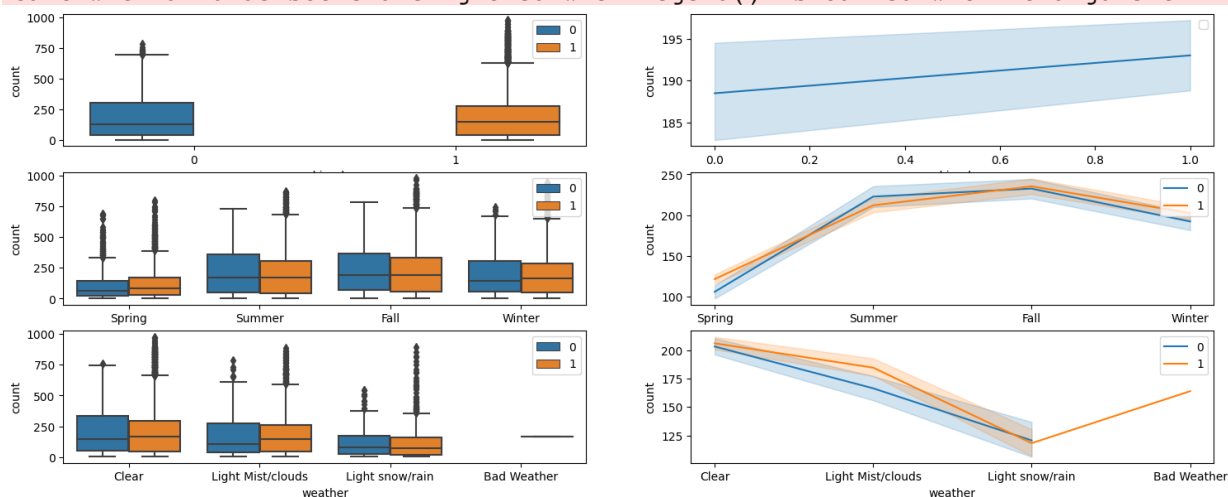 1000
750
500
250
0
count
0
1
0
1
195
190
185
count
0.0
0.2
0.4
0.6
0.8
1.0
1000
750
500
250
0
count
0
1
Spring
Summer
Fall
Winter
250
200
150
100
count
0
1
Spring
Summer
Fall
Winter
1000
750
500
250
0
count
0
1
Clear
Light Mist/clouds
Light snow/rain
Bad Weather
weather
200
175
150
125
count
0
1
Clear
Light Mist/clouds
Light snow/rain
Bad Weather
weather